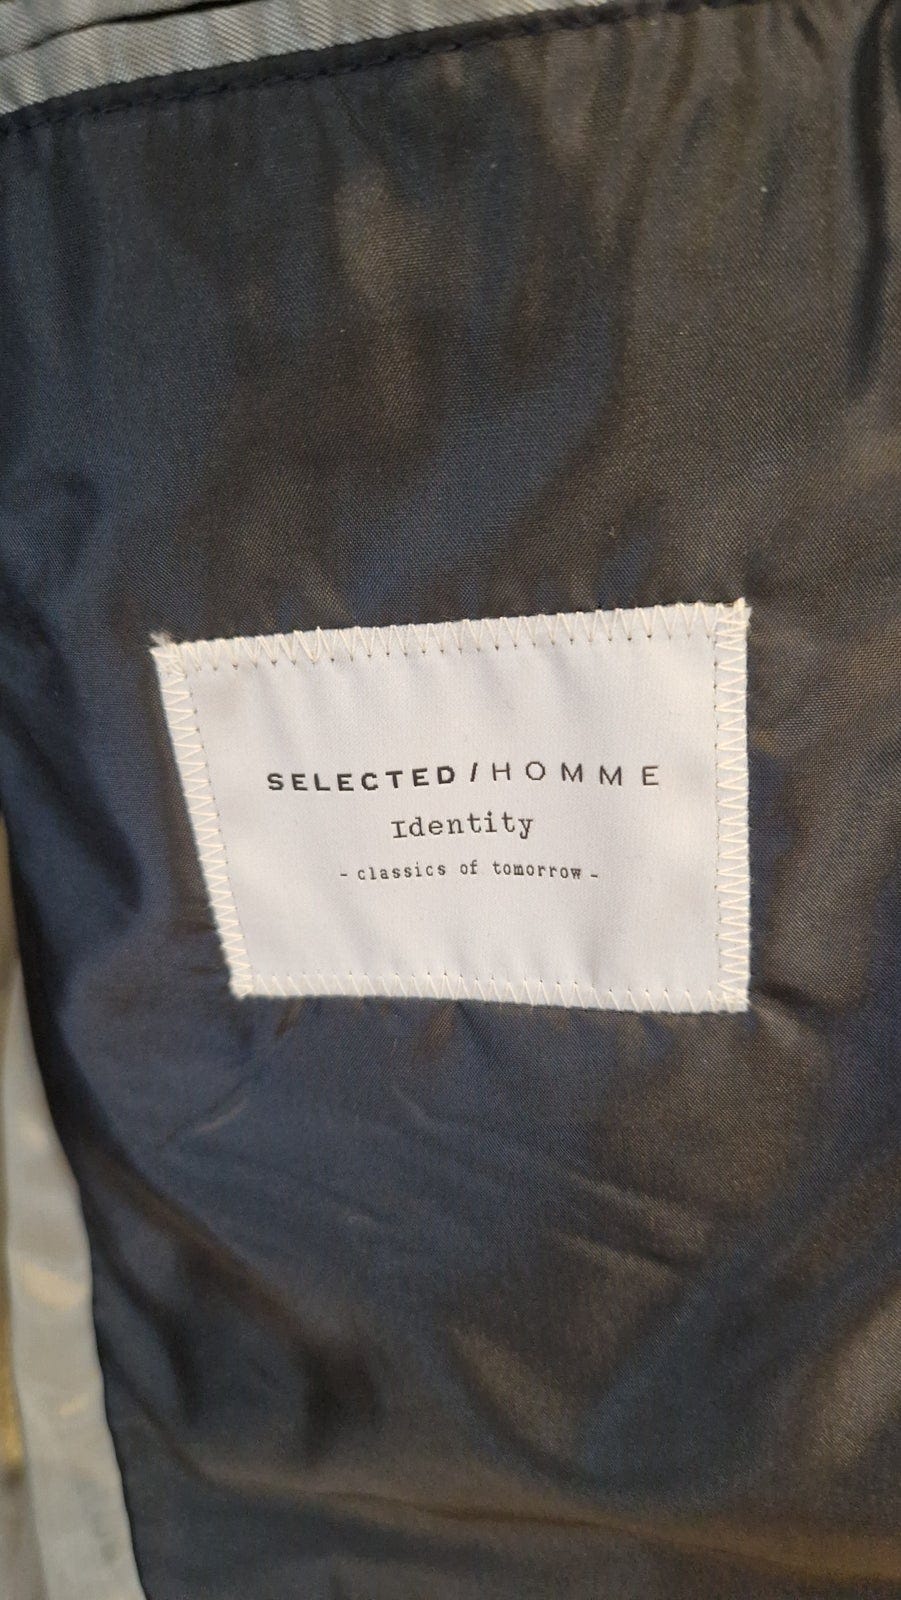 SELECTED / HOMME
Identity
- classics of tomorrow -